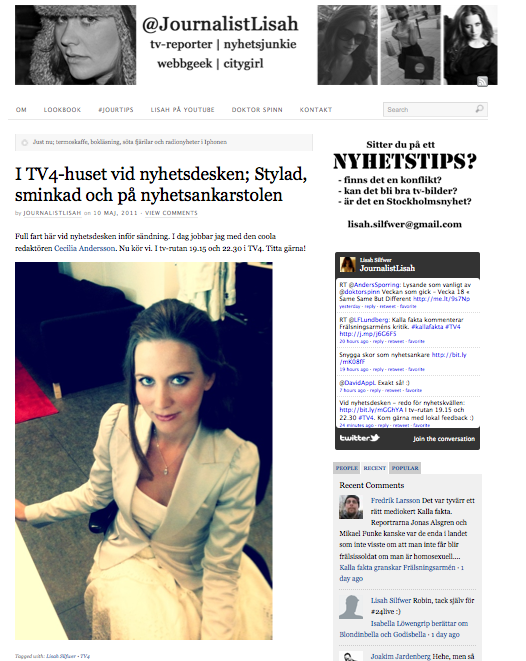 @JournalistLisah
tv-reporter | nyhetsjunkie
webbgeek | citygirl
OM LOOKBOOK #JOURTIPS LISAH PÅ YOUTUBE DOKTOR SPINN KONTAKT
Search
Just nu; termoskaffe, bokläsning, söta fjärilar och radionyheter i Iphonen
I TV4-huset vid nyhetsdesken; Stylad,
sminkad och på nyhetsankarstolen
by JOURNALISTLISAH on 10 MAJ, 2011 · VIEW COMMENTS
Full fart här vid nyhetsdesken inför sändning. I dag jobbar jag med den coola
redaktören Cecilia Andersson. Nu kör vi. I tv-rutan 19.15 och 22.30 i TV4. Titta gärna!
Tagged with: Lisah Silfwer • TV4
Sitter du på ett
NYHETSTIPS?
- finns det en konflikt?
- kan det bli bra tv-bilder?
- är det en Stockholmsnyhet?
lisah.silfwer@gmail.com
Lisah Silfwer
JournalistLisah
RT @AndersSporring: Lysande som vanligt av
@doktorspinn Veckan som gick – Vecka 18 «
Same Same But Different http://me.lt/9s7Np
yesterday · reply · retweet · favorite
RT @LFLundberg: Kalla fakta kommenterar
Frälsningsarméns kritik. #kallafakta #TV4
http://j.mp/j6G6F5
20 hours ago · reply · retweet · favorite
Snygga skor som nyhetsankare http://bit.ly
/mK08fF
19 hours ago · reply · retweet · favorite
@DavidAppL Exakt så! :)
7 hours ago · reply · retweet · favorite
Vid nyhetsdesken – redo för nyhetskvällen:
http://bit.ly/mGGhYA I tv-rutan 19.15 och
22.30 #TV4. Kom gärna med lokal feedback :)
24 minutes ago · reply · retweet · favorite
twitter
Join the conversation
PEOPLE RECENT POPULAR
Recent Comments
Fredrik Larsson Det var tyvärr ett
rätt mediokert Kalla fakta.
Reportrarna Jonas Alsgren och
Mikael Funke kanske var de enda i landet
som inte visste om att man inte får blir
frälsissoldat om man är homosexuell....
Kalla fakta granskar Frälsningsarmén · 1
day ago
Lisah Silfwer Robin, tack själv för
#24live :)
Isabella Löwengrip berättar om
Blondinbella och Godisbella · 1 day ago
Joakim Jardenberg Hehe, men så